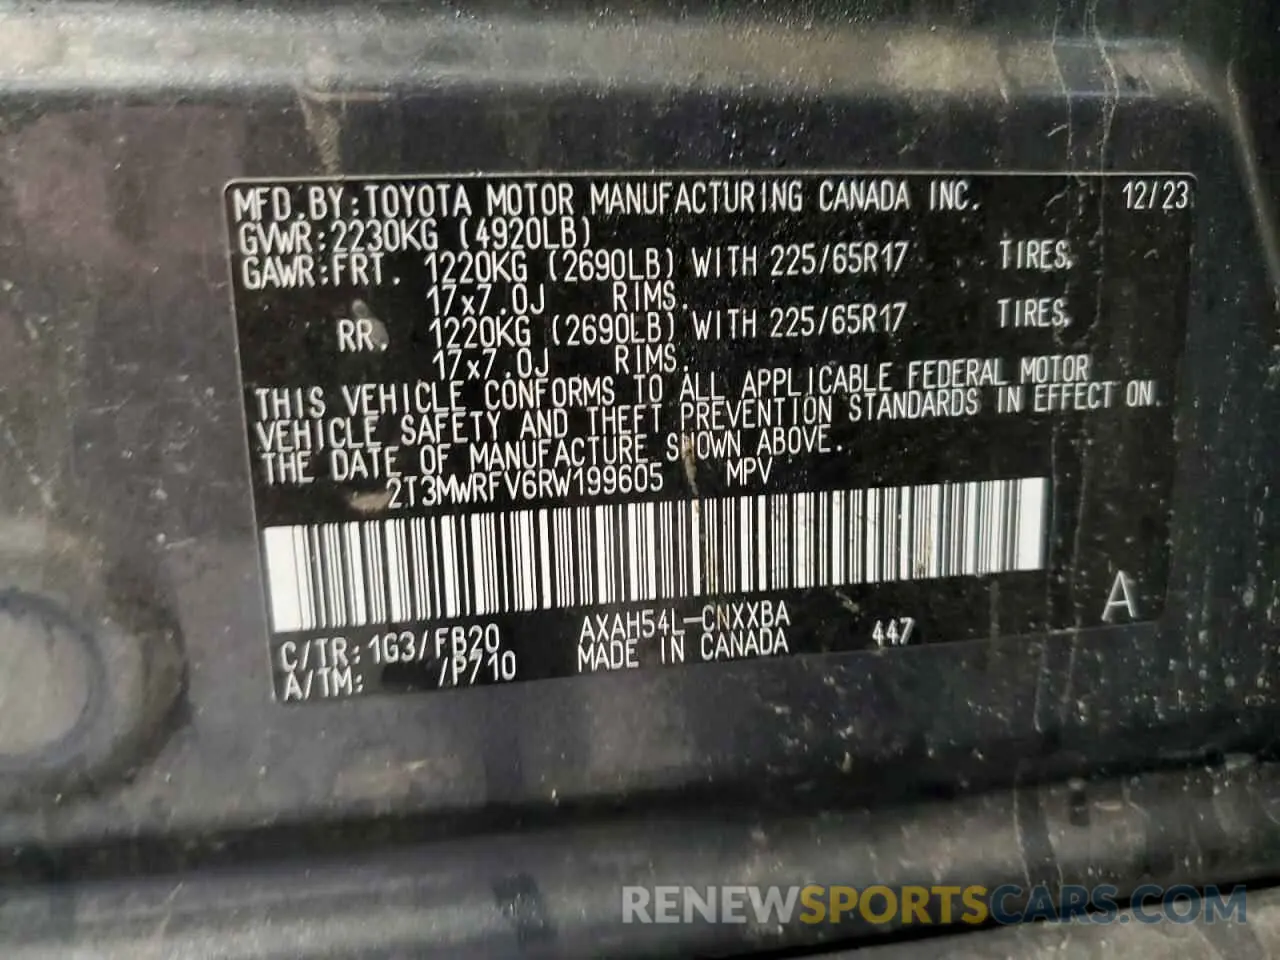 MFD.BY:TOYOTA MOTOR MANUFACTURING CANADA INC. 12/23
GVWR:2230KG (4920LB)
GAWR:FRT. 1220KG (2690LB) WITH 225/65R17 TIRES,
17x7.0J RIMS.
RR. 1220KG (2690LB) WITH 225/65R17 TIRES,
17x7.0J RIMS.
THIS VEHICLE CONFORMS TO ALL APPLICABLE FEDERAL MOTOR
VEHICLE SAFETY AND THEFT PREVENTION STANDARDS IN EFFECT ON
THE DATE OF MANUFACTURE SHOWN ABOVE.
2T3MWRFV6RW199605 MPV
C/TR:1G3/FB20 AXAH54L-CNXXBA 447 A
A/TM: /P710 MADE IN CANADA
RENEWSPORTSCARS.COM